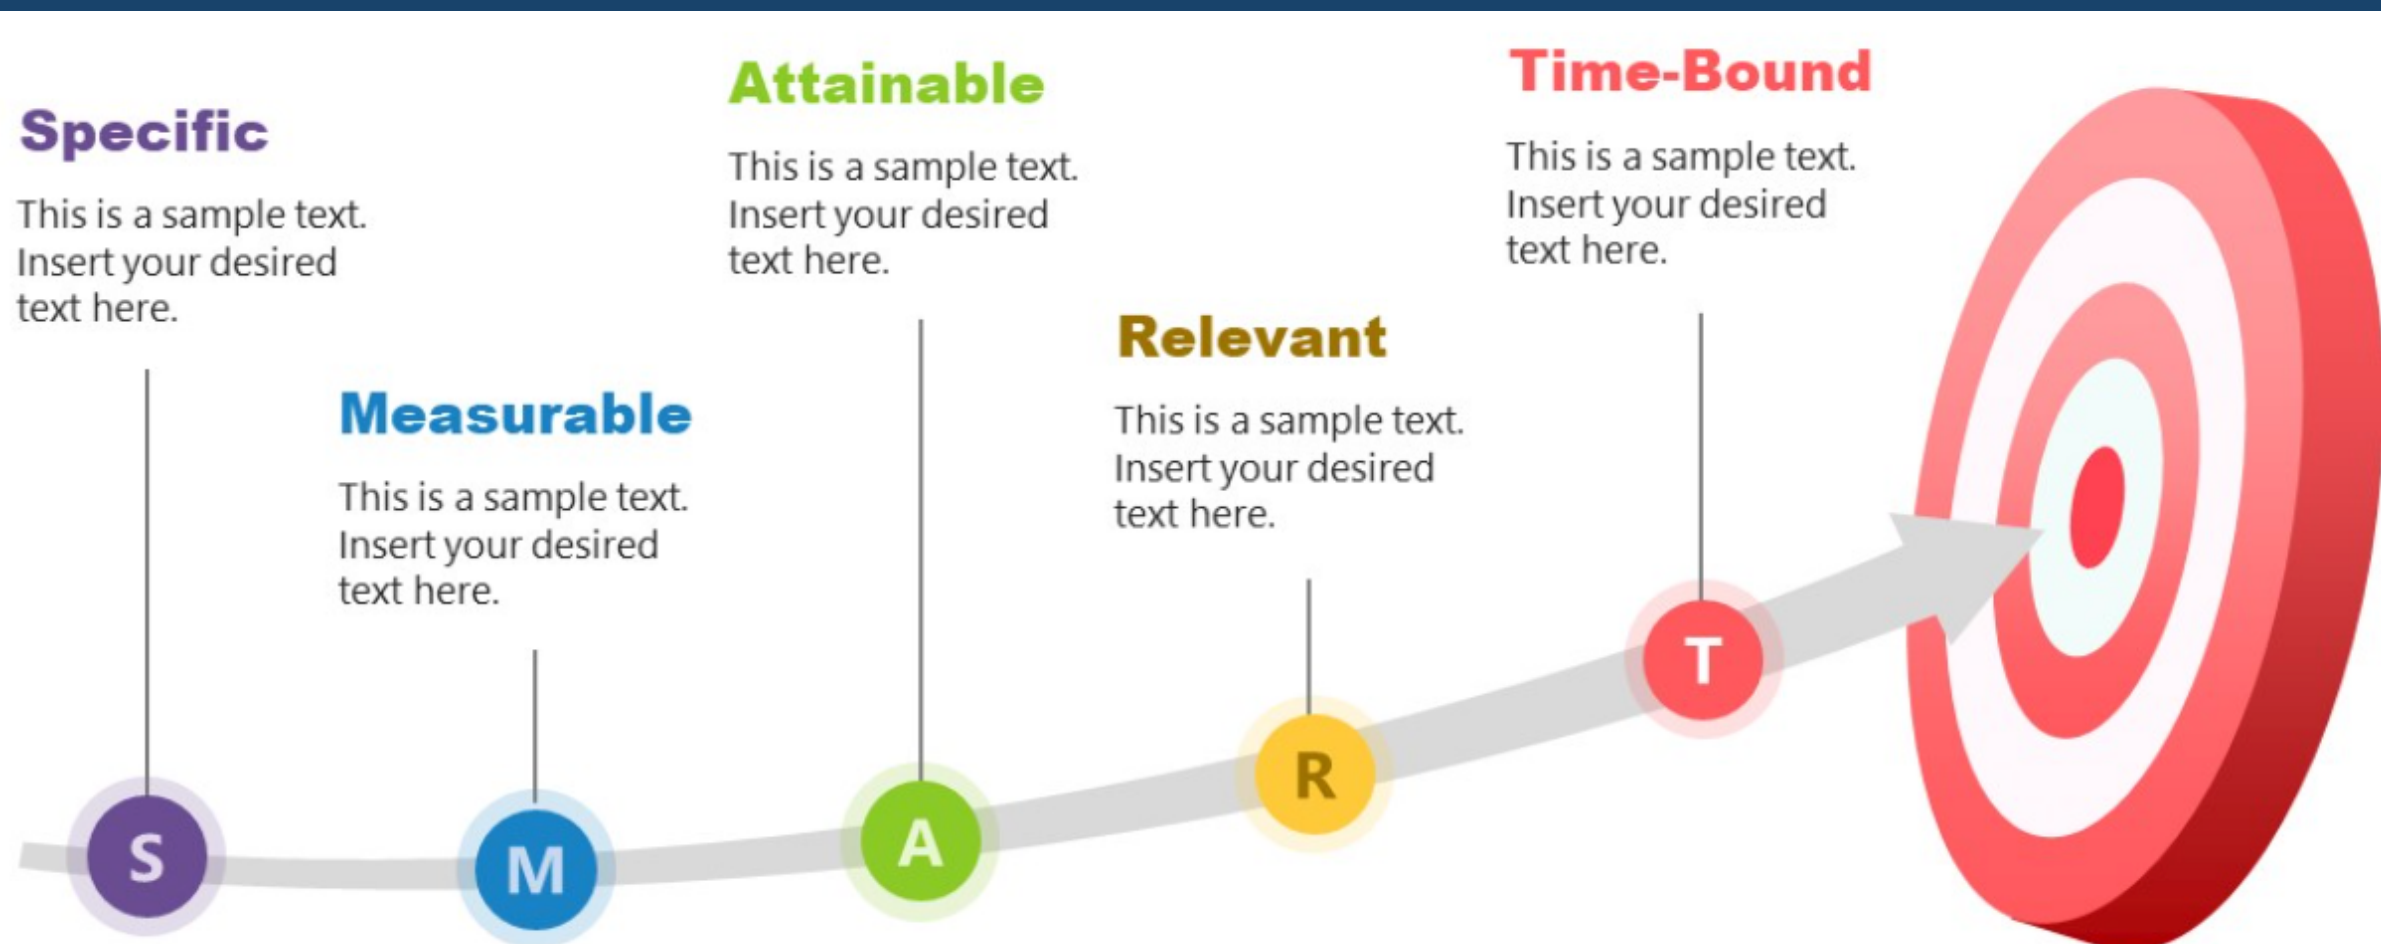 Specific
This is a sample text.
Insert your desired
text here.
Measurable
This is a sample text.
Insert your desired
text here.
Attainable
This is a sample text.
Insert your desired
text here.
Relevant
This is a sample text.
Insert your desired
text here.
Time-Bound
This is a sample text.
Insert your desired
text here.
S
M
A
R
T